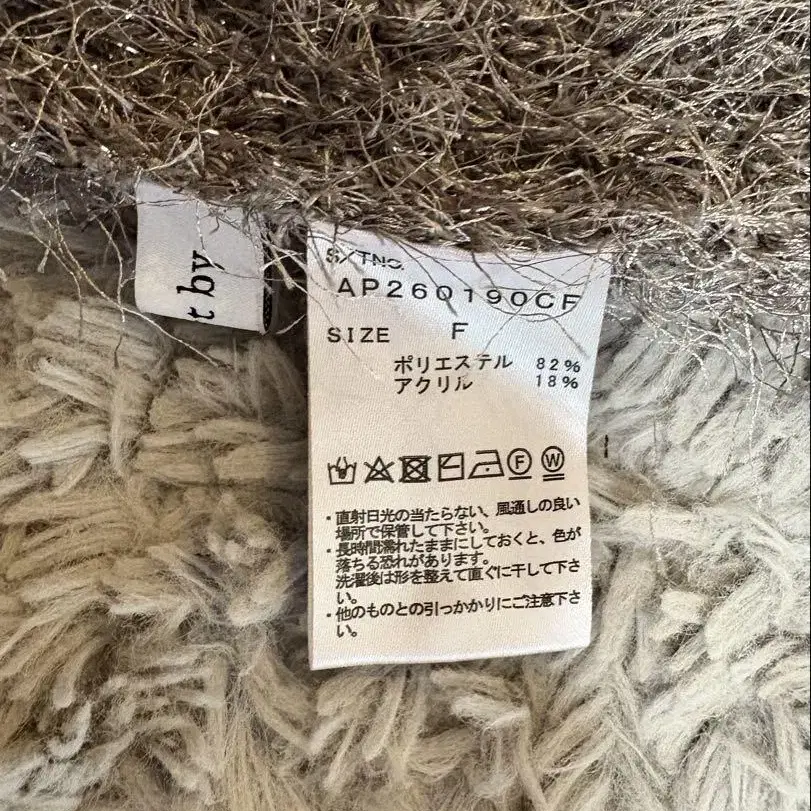 t by
S/TNO.
AP260190CF
SIZE F
ポリエステル 82%
アクリル 18%
F W
・直射日光の当たらない、風通しの良い
場所で保管して下さい。
・長時間濡れたままにしておくと、色が
落ちる恐れがあります。
洗濯後は形を整えて直ぐに干して下さ
い。
・他のものとの引っかかりにご注意下さ
い。